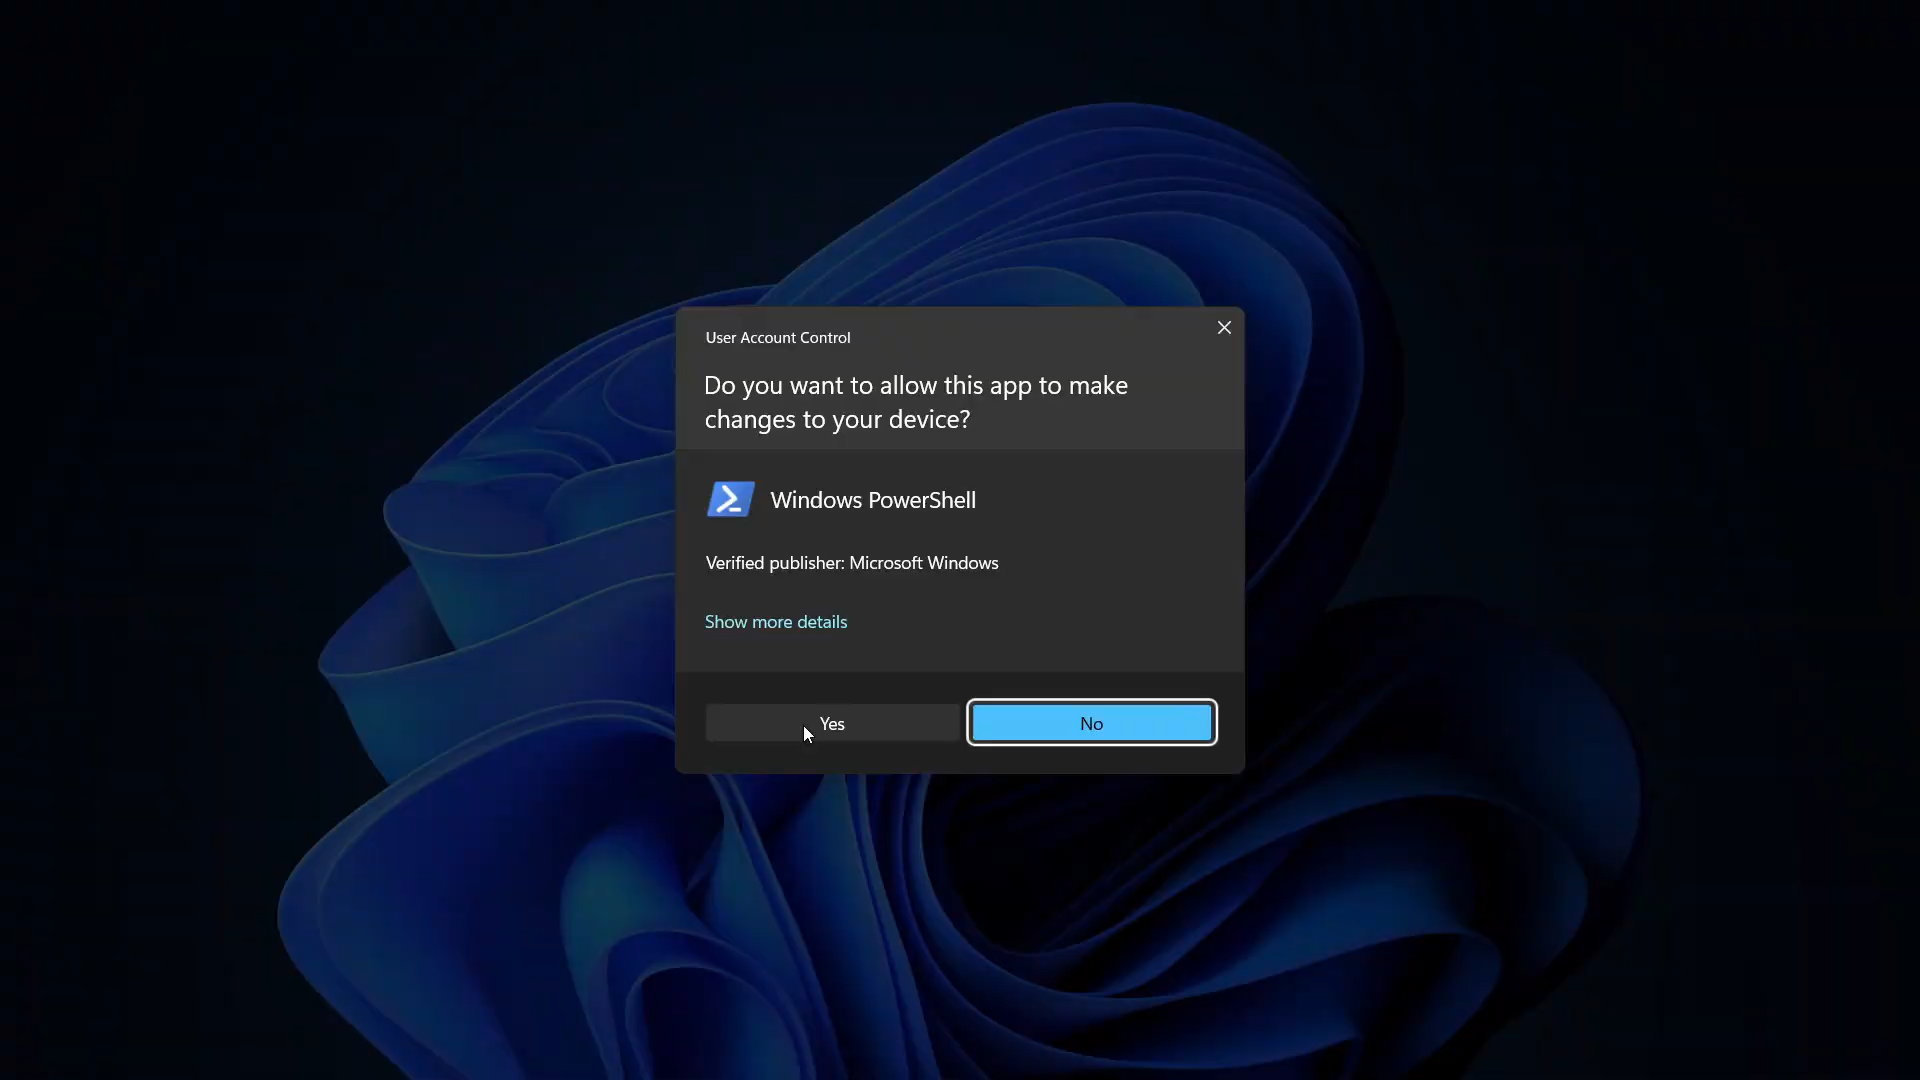 User Account Control
Do you want to allow this app to make
changes to your device?
Windows PowerShell
Verified publisher: Microsoft Windows
Show more details
Yes
No